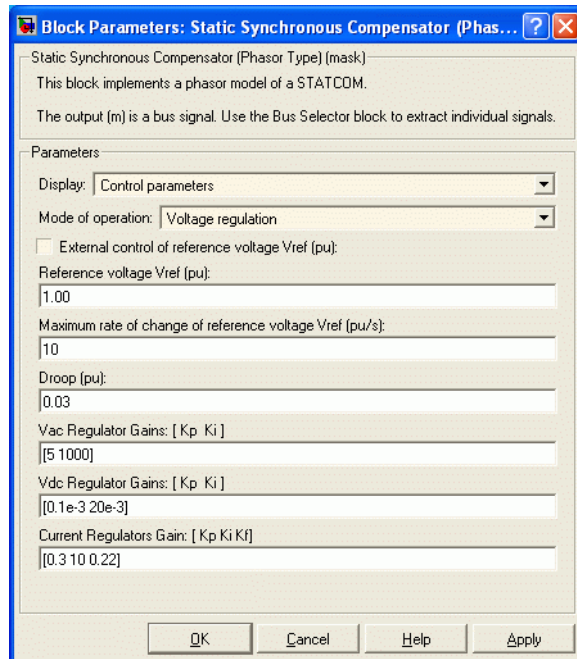 Block Parameters: Static Synchronous Compensator (Phas...
Static Synchronous Compensator (Phasor Type) (mask)
This block implements a phasor model of a STATCOM.
The output (m) is a bus signal. Use the Bus Selector block to extract individual signals.
Parameters
Display: Control parameters
Mode of operation: Voltage regulation
External control of reference voltage Vref (pu):
Reference voltage Vref (pu):
1.00
Maximum rate of change of reference voltage Vref (pu/s):
10
Droop (pu):
0.03
Vac Regulator Gains: [ Kp Ki ]
[5 1000]
Vdc Regulator Gains: [ Kp Ki ]
[0.1e-3 20e-3]
Current Regulators Gain: [ Kp Ki Kf]
[0.3 10 0.22]
OK Cancel Help Apply